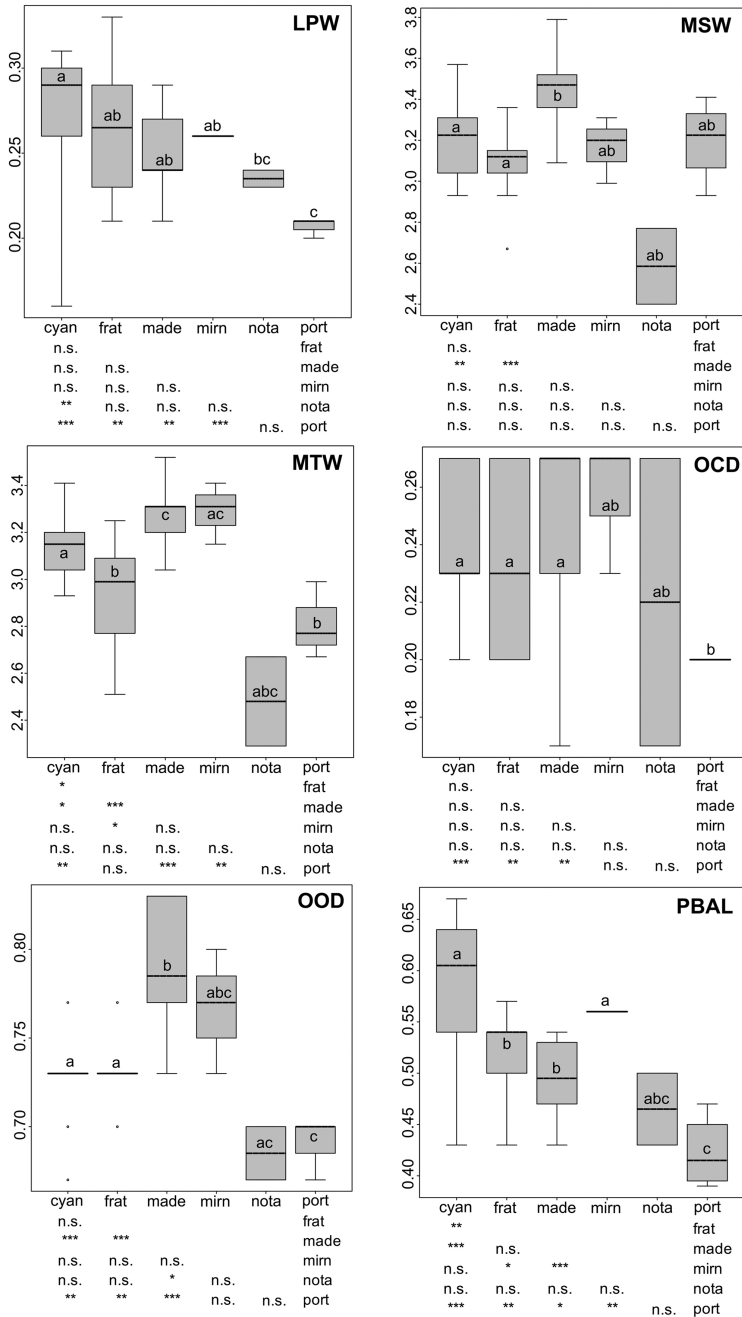 LPW
0.30
0.25
0.20
a
ab
ab
ab
bc
c
cyan frat made mirn nota port
n.s. frat
n.s. n.s. made
n.s. n.s. n.s. mirn
** n.s. n.s. n.s. nota
*** ** ** *** n.s. port
MSW
3.8
3.6
3.4
3.2
3.0
2.8
2.6
2.4
a
a
b
ab
ab
ab
cyan frat made mirn nota port
n.s. frat
** *** made
n.s. n.s. n.s. mirn
n.s. n.s. n.s. n.s. nota
n.s. n.s. n.s. n.s. n.s. port
MTW
3.4
3.2
3.0
2.8
2.6
2.4
a
b
c
ac
abc
b
cyan frat made mirn nota port
* frat
* *** made
n.s. * n.s. mirn
n.s. n.s. n.s. n.s. nota
** n.s. *** ** n.s. port
OCD
0.26
0.24
0.22
0.20
0.18
a
a
a
ab
ab
b
cyan frat made mirn nota port
n.s. frat
n.s. n.s. made
n.s. n.s. n.s. mirn
n.s. n.s. n.s. n.s. nota
*** ** ** n.s. n.s. port
OOD
0.80
0.75
0.70
a
a
b
abc
ac
c
cyan frat made mirn nota port
n.s. frat
*** *** made
n.s. n.s. n.s. mirn
n.s. n.s. * n.s. nota
** ** *** n.s. n.s. port
PBAL
0.65
0.60
0.55
0.50
0.45
0.40
a
b
b
a
abc
c
cyan frat made mirn nota port
** frat
*** n.s. made
n.s. * *** mirn
n.s. n.s. n.s. n.s. nota
*** ** * ** n.s. port